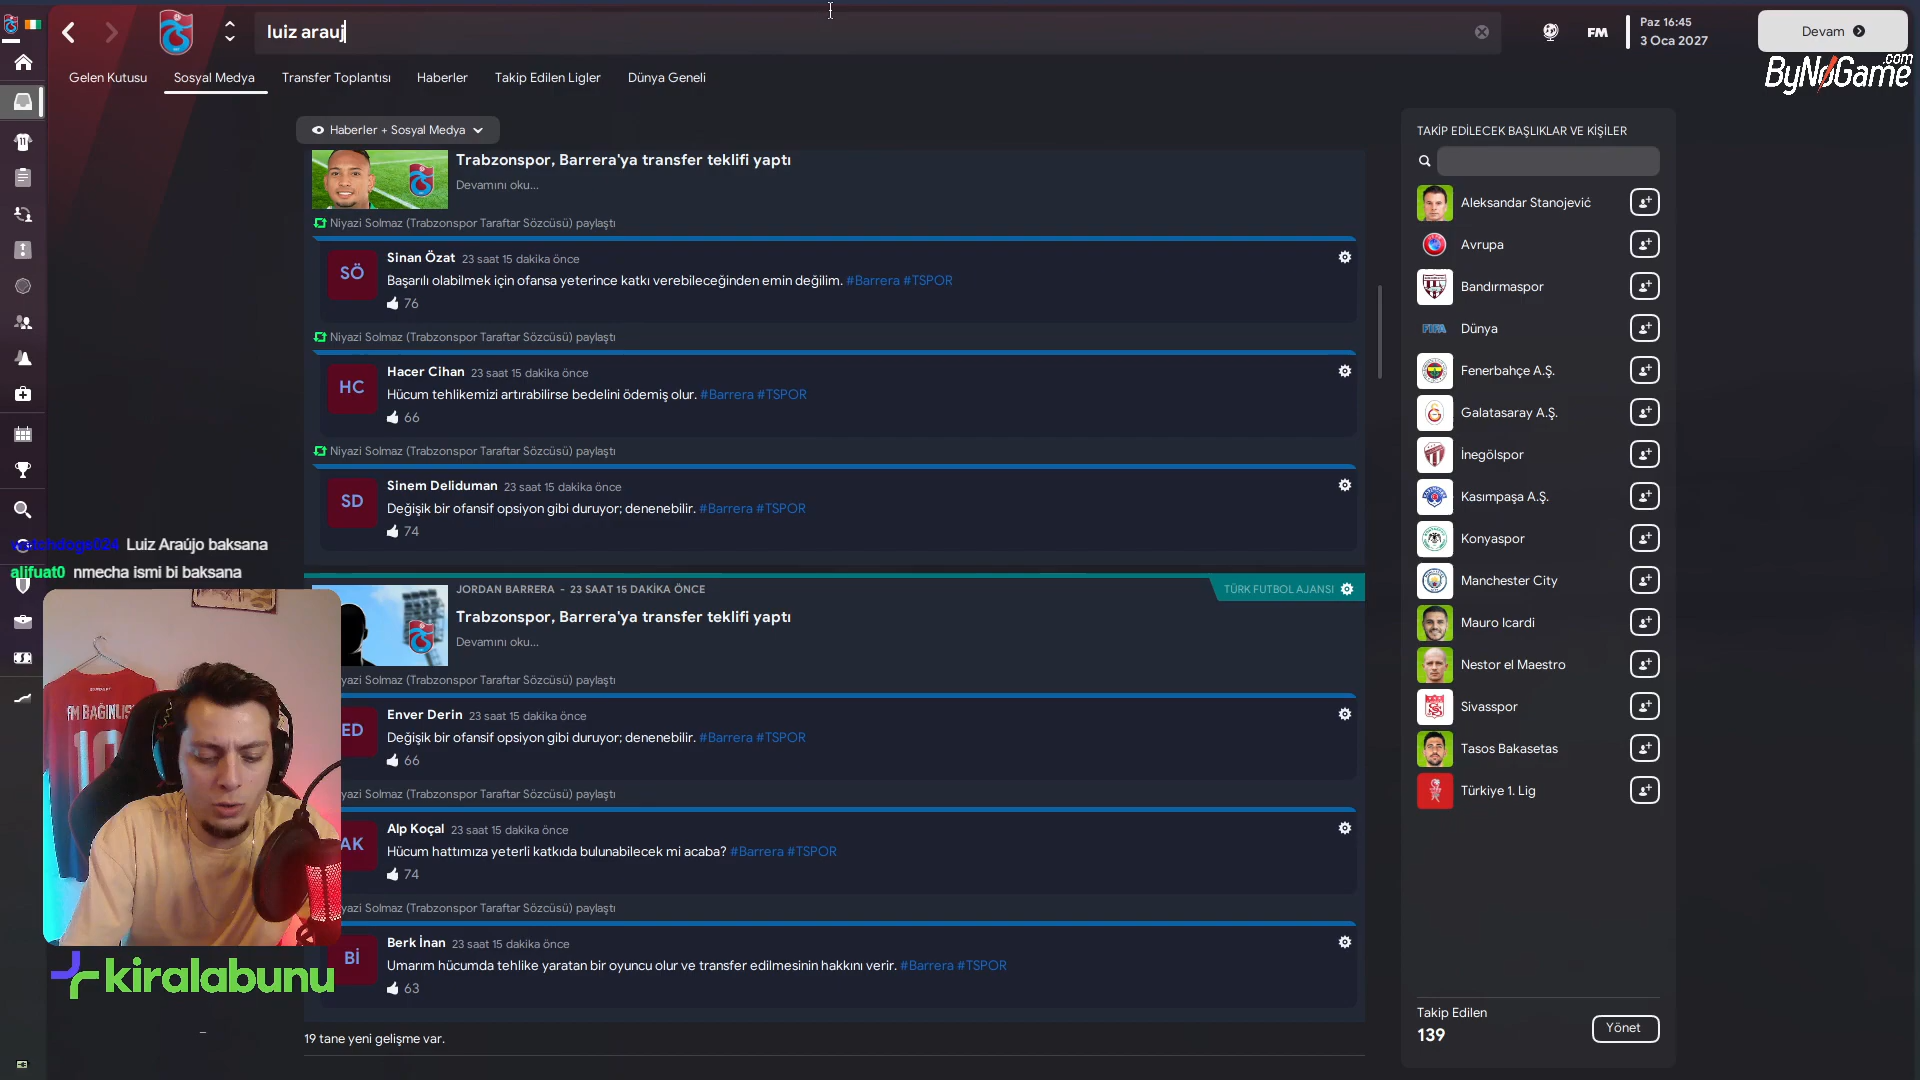 luiz arauj
FM
Paz 16:45
3 Oca 2027
Devam
ByNoGame.com
Gelen Kutusu
Sosyal Medya
Transfer Toplantısı
Haberler
Takip Edilen Ligler
Dünya Geneli
Haberler + Sosyal Medya
Trabzonspor, Barrera'ya transfer teklifi yaptı
Devamını oku...
Niyazi Solmaz (Trabzonspor Taraftar Sözcüsü) paylaştı
SÖ
Sinan Özat 23 saat 15 dakika önce
Başarılı olabilmek için ofansa yeterince katkı verebileceğinden emin değilim. #Barrera #TSPOR
76
Niyazi Solmaz (Trabzonspor Taraftar Sözcüsü) paylaştı
HC
Hacer Cihan 23 saat 15 dakika önce
Hücum tehlikemizi artırabilirse bedelini ödemiş olur. #Barrera #TSPOR
66
Niyazi Solmaz (Trabzonspor Taraftar Sözcüsü) paylaştı
SD
Sinem Deliduman 23 saat 15 dakika önce
Değişik bir ofansif opsiyon gibi duruyor; denenebilir. #Barrera #TSPOR
74
Luiz Araújo baksana
alifuat0 nmecha ismi bi baksana
JORDAN BARRERA - 23 SAAT 15 DAKİKA ÖNCE
TÜRK FUTBOL AJANSI
Trabzonspor, Barrera'ya transfer teklifi yaptı
Devamını oku...
yazi Solmaz (Trabzonspor Taraftar Sözcüsü) paylaştı
ED
Enver Derin 23 saat 15 dakika önce
Değişik bir ofansif opsiyon gibi duruyor; denenebilir. #Barrera #TSPOR
66
yazi Solmaz (Trabzonspor Taraftar Sözcüsü) paylaştı
AK
Alp Koçal 23 saat 15 dakika önce
Hücum hattımıza yeterli katkıda bulunabilecek mi acaba? #Barrera #TSPOR
74
yazi Solmaz (Trabzonspor Taraftar Sözcüsü) paylaştı
Bİ
Berk İnan 23 saat 15 dakika önce
Umarım hücumda tehlike yaratan bir oyuncu olur ve transfer edilmesinin hakkını verir. #Barrera #TSPOR
63
19 tane yeni gelişme var.
FM BAĞINLIS
10
kiralabunu
TAKİP EDİLECEK BAŞLIKLAR VE KİŞİLER
Aleksandar Stanojević
Avrupa
Bandırmaspor
FIFA
Dünya
Fenerbahçe A.Ş.
Galatasaray A.Ş.
İnegölspor
Kasımpaşa A.Ş.
Konyaspor
Manchester City
Mauro Icardi
Nestor el Maestro
Sivasspor
Tasos Bakasetas
Türkiye 1. Lig
Takip Edilen
139
Yönet